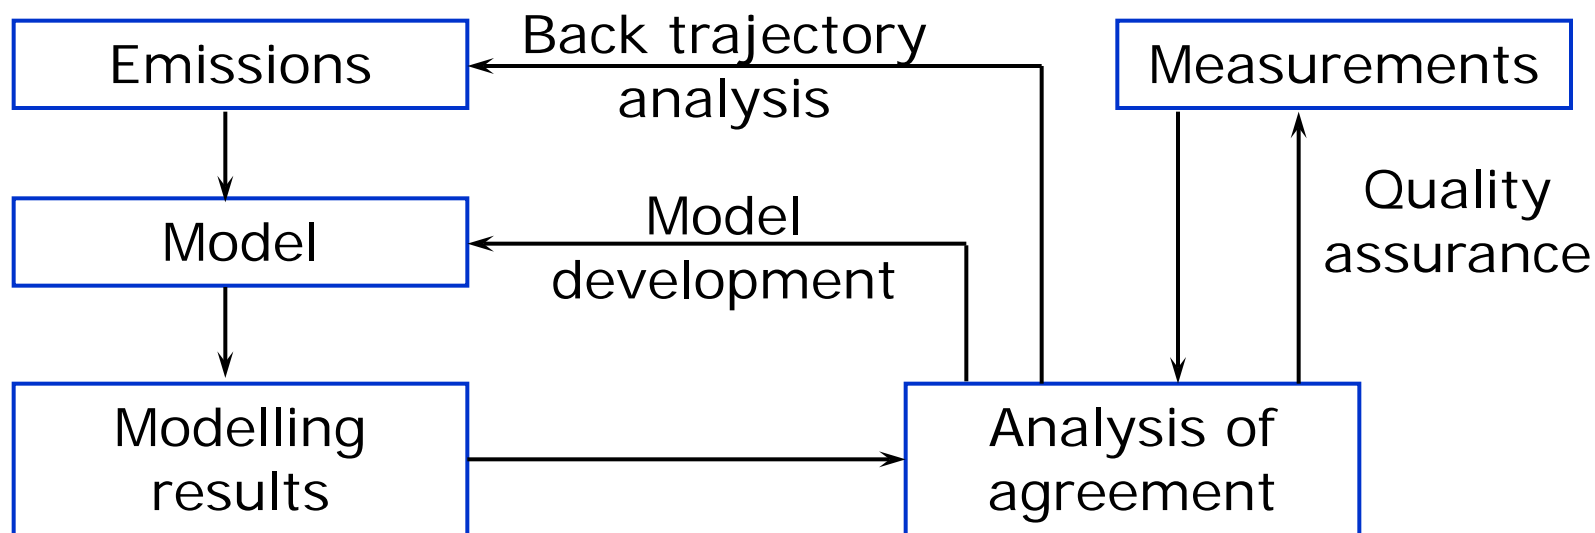 Emissions
Back trajectory
analysis
Measurements
Model
Model
development
Quality
assurance
Modelling
results
Analysis of
agreement